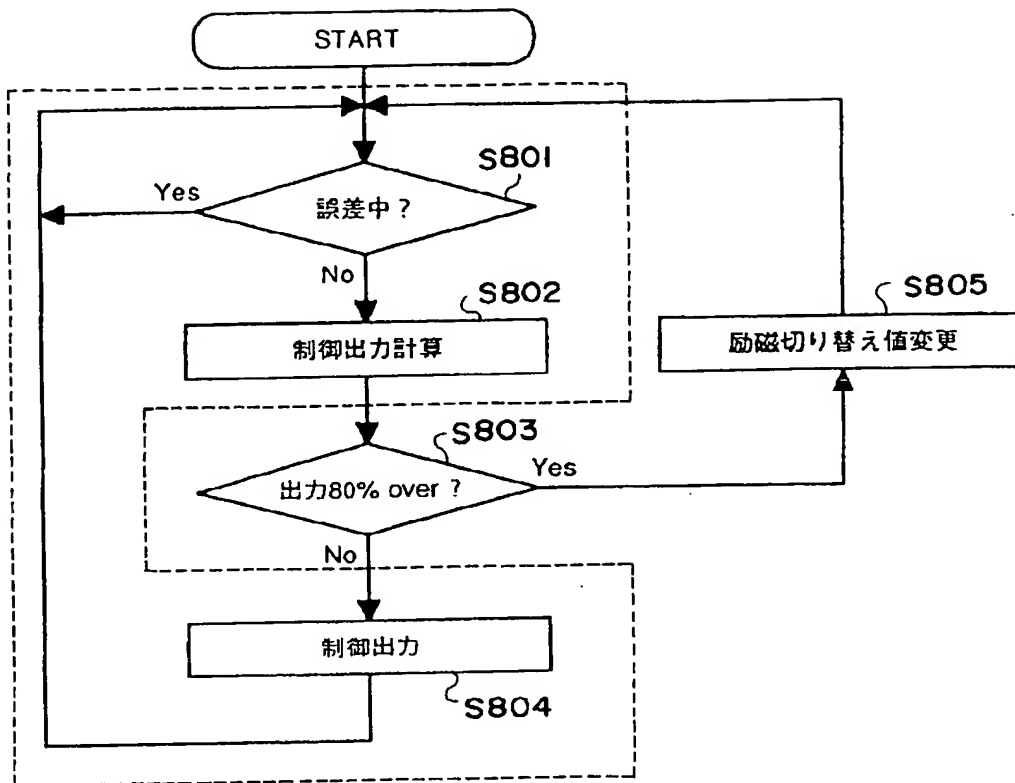 START
S801
Yes
誤差中?
No
S802
制御出力計算
S805
励磁切り替え値変更
S803
Yes
出力80% over?
No
制御出力
S804